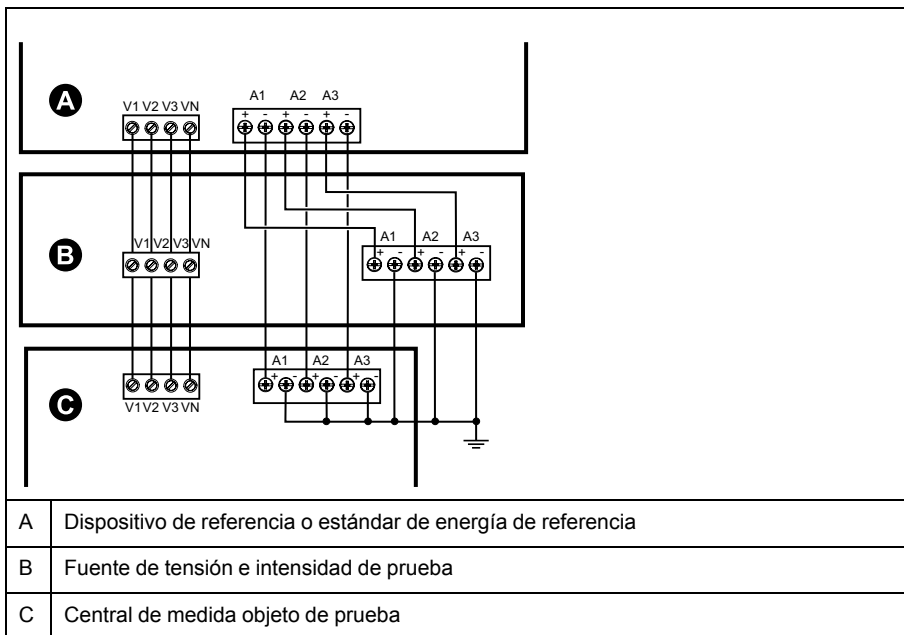 A
V1 V2 V3 VN
A1 A2 A3
+ - + - + -
B
V1 V2 V3 VN
A1 A2 A3
+ - + - + -
C
A1 A2 A3
+ - + - + -
V1 V2 V3 VN
A Dispositivo de referencia o estándar de energía de referencia
B Fuente de tensión e intensidad de prueba
C Central de medida objeto de prueba